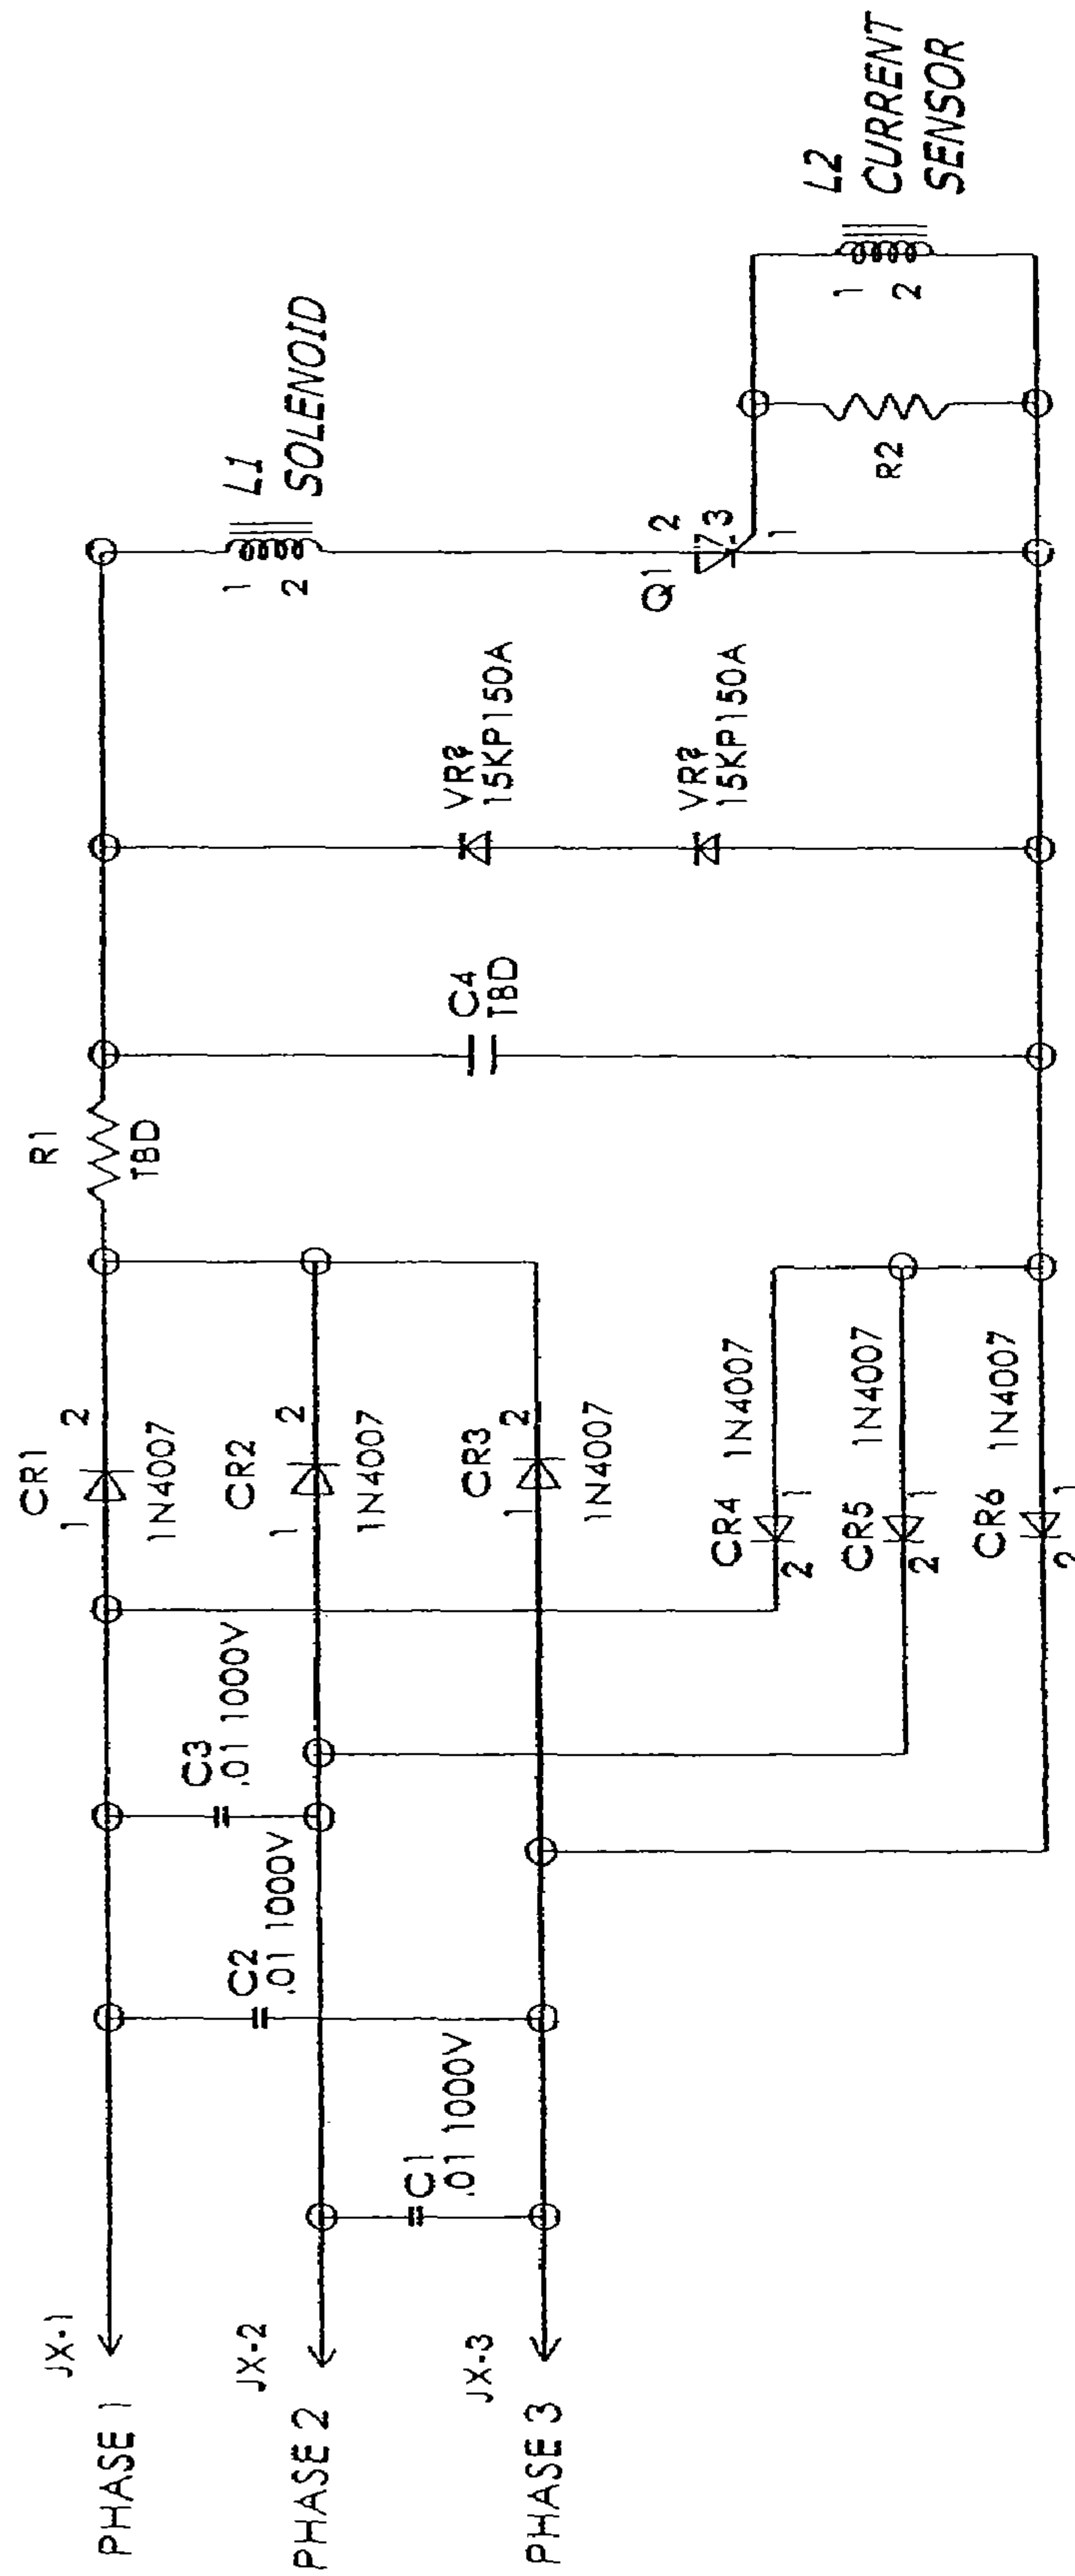 PHASE 1
JX-1
PHASE 2
JX-2
PHASE 3
JX-3
C1
.01 1000V
C2
.01 1000V
C3
.01 1000V
CR1
1
2
1N4007
CR2
1
2
1N4007
CR3
1
2
1N4007
CR4
2
1
1N4007
CR5
2
1
1N4007
CR6
2
1
1N4007
R1
TBD
C4
TBD
VR?
15KP150A
VR?
15KP150A
L1
SOLENOID
1
2
Q1
2
3
1
R2
L2
CURRENT
SENSOR
1
2